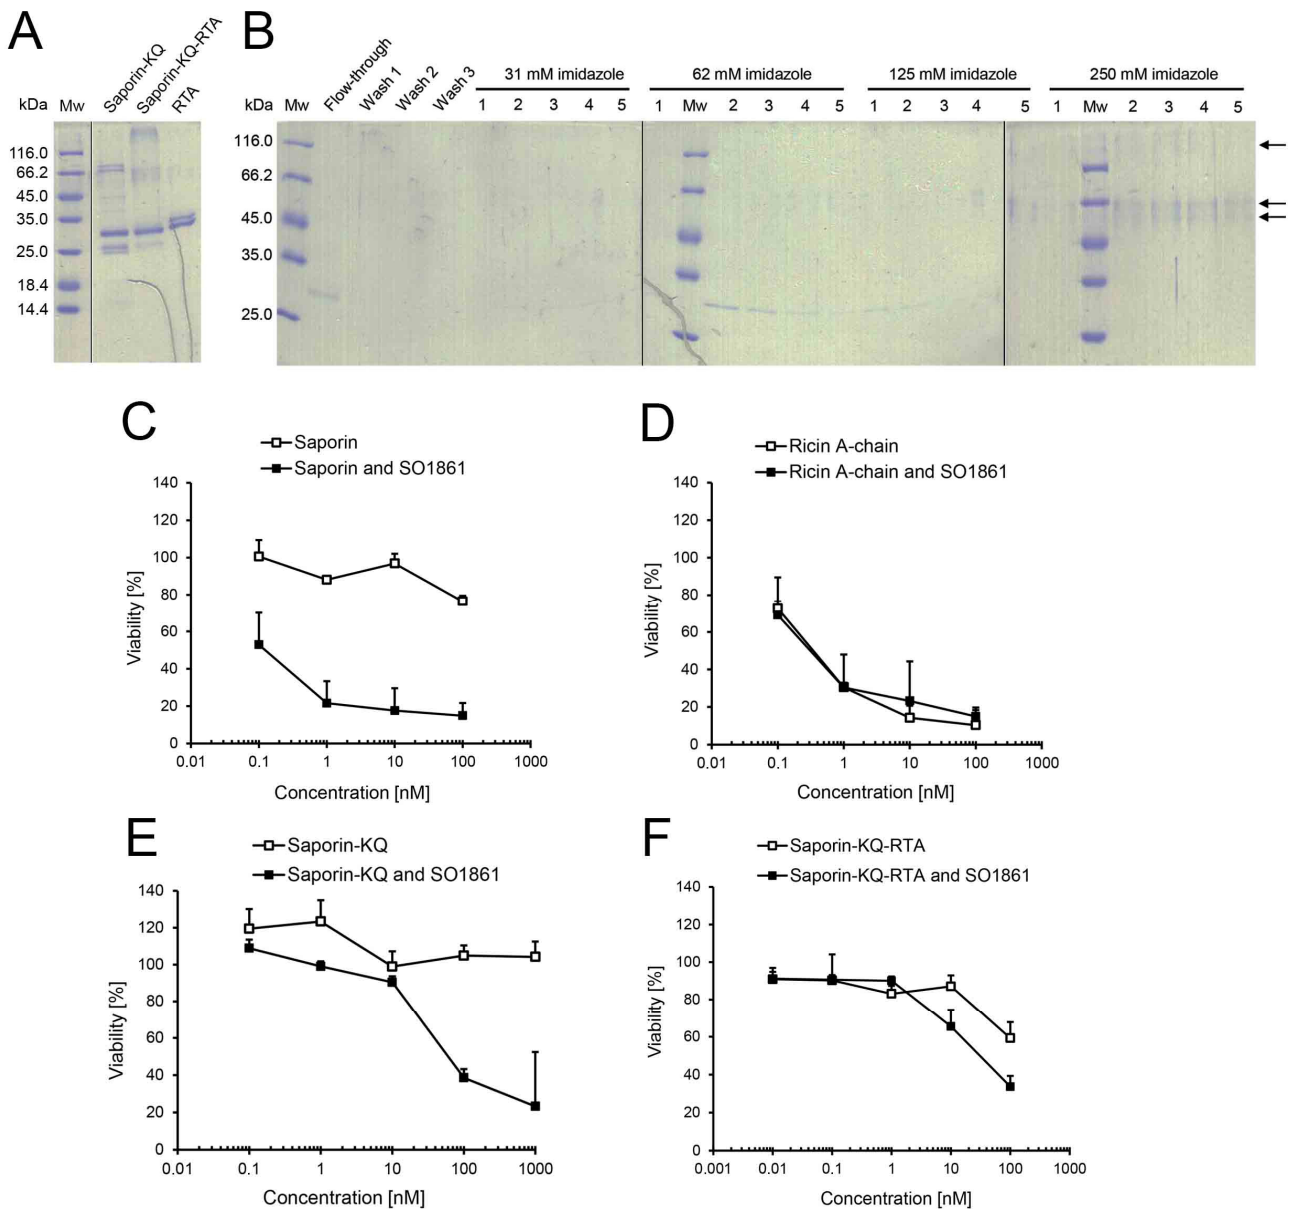 A
B
kDa Mw Saporin-KQ Saporin-KQ-RTA RTA
116.0
66.2
45.0
35.0
25.0
18.4
14.4
kDa Mw Flow-through Wash 1 Wash 2 Wash 3
31 mM imidazole 62 mM imidazole 125 mM imidazole 250 mM imidazole
1 2 3 4 5 1 Mw 2 3 4 5 1 2 3 4 5 1 Mw 2 3 4 5
116.0
66.2
45.0
35.0
25.0
C
Saporin
Saporin and SO1861
Viability [%]
140
120
100
80
60
40
20
0
0.01 0.1 1 10 100 1000
Concentration [nM]
D
Ricin A-chain
Ricin A-chain and SO1861
Viability [%]
140
120
100
80
60
40
20
0
0.01 0.1 1 10 100 1000
Concentration [nM]
E
Saporin-KQ
Saporin-KQ and SO1861
Viability [%]
140
120
100
80
60
40
20
0
0.01 0.1 1 10 100 1000
Concentration [nM]
F
Saporin-KQ-RTA
Saporin-KQ-RTA and SO1861
Viability [%]
140
120
100
80
60
40
20
0
0.001 0.01 0.1 1 10 100 1000
Concentration [nM]